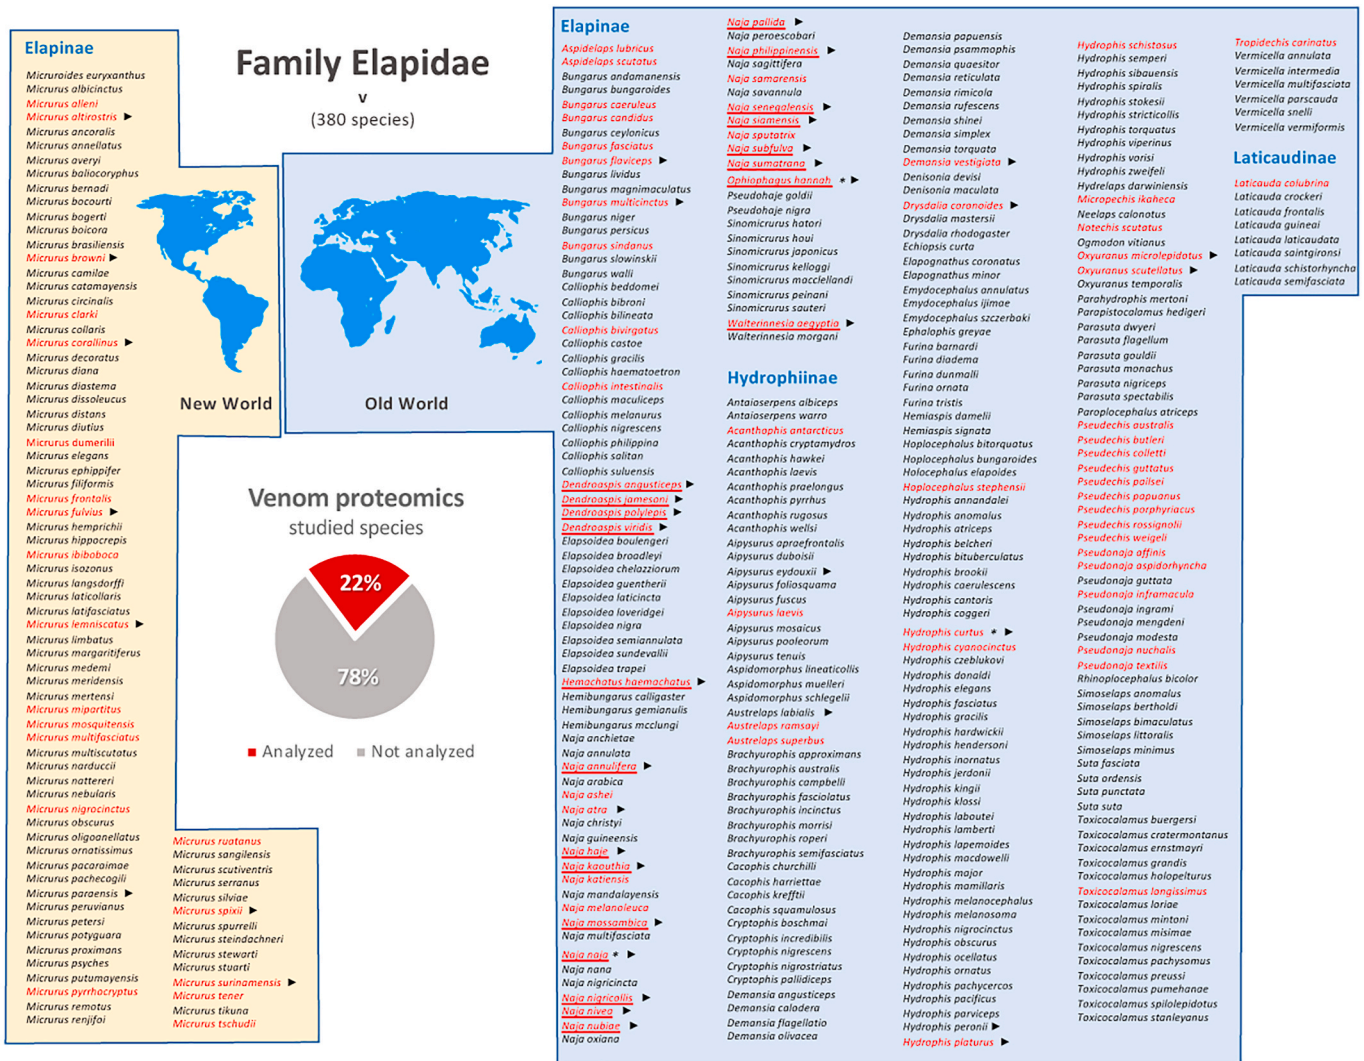 Family Elapidae
v
(380 species)
New World
Old World
Venom proteomics
studied species
22%
78%
Analyzed
Not analyzed
Elapinae
Micruroides euryxanthus
Micrurus albicinctus
Micrurus alleni
Micrurus altirostris ►
Micrurus ancoralis
Micrurus annellatus
Micrurus averyi
Micrurus baliocoryphus
Micrurus bernadi
Micrurus bocourti
Micrurus bogerti
Micrurus boicora
Micrurus brasiliensis
Micrurus browni ►
Micrurus camilae
Micrurus catamayensis
Micrurus circinalis
Micrurus clarki
Micrurus collaris
Micrurus corallinus ►
Micrurus decoratus
Micrurus diana
Micrurus diastema
Micrurus dissoleucus
Micrurus distans
Micrurus diutius
Micrurus dumerilii
Micrurus elegans
Micrurus ephippifer
Micrurus filiformis
Micrurus frontalis
Micrurus fulvius ►
Micrurus hemprichii
Micrurus hippocrepis
Micrurus ibiboboca
Micrurus isozonus
Micrurus langsdorffi
Micrurus laticollaris
Micrurus latifasciatus
Micrurus lemniscatus ►
Micrurus limbatus
Micrurus margaritiferus
Micrurus medemi
Micrurus meridensis
Micrurus mertensi
Micrurus mipartitus
Micrurus mosquitensis
Micrurus multifasciatus
Micrurus multiscutatus
Micrurus narduccii
Micrurus nattereri
Micrurus nebularis
Micrurus nigrocinctus
Micrurus obscurus
Micrurus oligoanellatus
Micrurus ornatissimus
Micrurus pacaraimae
Micrurus pachecogili
Micrurus paraensis ►
Micrurus peruvianus
Micrurus petersi
Micrurus potyguara
Micrurus proximans
Micrurus psyches
Micrurus putumayensis
Micrurus pyrrhocryptus
Micrurus remotus
Micrurus renjifoi
Micrurus ruatanus
Micrurus sangilensis
Micrurus scutiventris
Micrurus serranus
Micrurus silviae
Micrurus spixii ►
Micrurus spurrelli
Micrurus steindachneri
Micrurus stewarti
Micrurus stuarti
Micrurus surinamensis ►
Micrurus tener
Micrurus tikuna
Micrurus tschudii
Elapinae
Aspidelaps lubricus
Aspidelaps scutatus
Bungarus andamanensis
Bungarus bungaroides
Bungarus caeruleus
Bungarus candidus
Bungarus ceylonicus
Bungarus fasciatus
Bungarus flaviceps ►
Bungarus lividus
Bungarus magnimaculatus
Bungarus multicinctus ►
Bungarus niger
Bungarus persicus
Bungarus sindanus
Bungarus slowinskii
Bungarus walli
Calliophis beddomei
Calliophis bibroni
Calliophis bilineata
Calliophis bivirgatus
Calliophis castoe
Calliophis gracilis
Calliophis haematoetron
Calliophis intestinalis
Calliophis maculiceps
Calliophis melanurus
Calliophis nigrescens
Calliophis philippina
Calliophis salitan
Calliophis suluensis
Dendroaspis angusticeps ►
Dendroaspis jamesoni ►
Dendroaspis polylepis ►
Dendroaspis viridis ►
Elapsoidea boulengeri
Elapsoidea broadleyi
Elapsoidea chelazziorum
Elapsoidea guentherii
Elapsoidea laticincta
Elapsoidea loveridgei
Elapsoidea nigra
Elapsoidea semiannulata
Elapsoidea sundevallii
Elapsoidea trapei
Hemachatus haemachatus ►
Hemibungarus calligaster
Hemibungarus gemianulis
Hemibungarus mcclungi
Naja anchietae
Naja annulata
Naja annulifera ►
Naja arabica
Naja ashei
Naja atra ►
Naja christyi
Naja guineensis
Naja haje ►
Naja kaouthia ►
Naja katiensis
Naja mandalayensis
Naja melanoleuca
Naja mossambica ►
Naja multifasciata
Naja naja * ►
Naja nana
Naja nigricincta
Naja nigricollis ►
Naja nivea ►
Naja nubiae ►
Naja oxiana
Naja pallida ►
Naja peroescobari
Naja philippinensis ►
Naja sagittifera
Naja samarensis
Naja savannula
Naja senegalensis ►
Naja siamensis ►
Naja sputatrix
Naja subfulva ►
Naja sumatrana ►
Ophiophagus hannah * ►
Pseudohaje goldii
Pseudohaje nigra
Sinomicrurus hatori
Sinomicrurus houi
Sinomicrurus japonicus
Sinomicrurus kelloggi
Sinomicrurus macclellandi
Sinomicrurus peinani
Sinomicrurus sauteri
Walterinnesia aegyptia ►
Walterinnesia morgani
Hydrophiinae
Antaioserpens albiceps
Antaioserpens warro
Acanthophis antarcticus
Acanthophis cryptamydros
Acanthophis hawkei
Acanthophis laevis
Acanthophis praelongus
Acanthophis pyrrhus
Acanthophis rugosus
Acanthophis wellsi
Aipysurus apraefrontalis
Aipysurus duboisii
Aipysurus eydouxii ►
Aipysurus foliosquama
Aipysurus fuscus
Aipysurus laevis
Aipysurus mosaicus
Aipysurus pooleorum
Aipysurus tenuis
Aspidomorphus lineaticollis
Aspidomorphus muelleri
Aspidomorphus schlegelii
Austrelaps labialis ►
Austrelaps ramsayi
Austrelaps superbus
Brachyurophis approximans
Brachyurophis australis
Brachyurophis campbelli
Brachyurophis fasciolatus
Brachyurophis incinctus
Brachyurophis morrisi
Brachyurophis roperi
Brachyurophis semifasciatus
Cacophis churchilli
Cacophis harriettae
Cacophis krefftii
Cacophis squamulosus
Cryptophis boschmai
Cryptophis incredibilis
Cryptophis nigrescens
Cryptophis nigrostriatus
Cryptophis pallidiceps
Demansia angusticeps
Demansia calodera
Demansia flagellatio
Demansia olivacea
Demansia papuensis
Demansia psammophis
Demansia quaesitor
Demansia reticulata
Demansia rimicola
Demansia rufescens
Demansia shinei
Demansia simplex
Demansia torquata
Demansia vestigiata ►
Denisonia devisi
Denisonia maculata
Drysdalia coronoides ►
Drysdalia mastersii
Drysdalia rhodogaster
Echiopsis curta
Elapognathus coronatus
Elapognathus minor
Emydocephalus annulatus
Emydocephalus ijimae
Emydocephalus szczerbaki
Ephalophis greyae
Furina barnardi
Furina diadema
Furina dunmalli
Furina ornata
Furina tristis
Hemiaspis damelii
Hemiaspis signata
Hoplocephalus bitorquatus
Hoplocephalus bungaroides
Holocephalus elapoides
Hoplocephalus stephensii
Hydrophis annandalei
Hydrophis anomalus
Hydrophis atriceps
Hydrophis belcheri
Hydrophis bituberculatus
Hydrophis brookii
Hydrophis caerulescens
Hydrophis cantoris
Hydrophis coggeri
Hydrophis curtus * ►
Hydrophis cyanocinctus
Hydrophis czeblukovi
Hydrophis donaldi
Hydrophis elegans
Hydrophis fasciatus
Hydrophis gracilis
Hydrophis hardwickii
Hydrophis hendersoni
Hydrophis inornatus
Hydrophis jerdonii
Hydrophis kingii
Hydrophis klossi
Hydrophis laboutei
Hydrophis lamberti
Hydrophis lapemoides
Hydrophis macdowelli
Hydrophis major
Hydrophis mamillaris
Hydrophis melanocephalus
Hydrophis melanosoma
Hydrophis nigrocinctus
Hydrophis obscurus
Hydrophis ocellatus
Hydrophis ornatus
Hydrophis pachycercos
Hydrophis pacificus
Hydrophis parviceps
Hydrophis peronii ►
Hydrophis platurus ►
Hydrophis schistosus
Hydrophis semperi
Hydrophis sibauensis
Hydrophis spiralis
Hydrophis stokesii
Hydrophis stricticollis
Hydrophis torquatus
Hydrophis viperinus
Hydrophis vorisi
Hydrophis zweifeli
Hydrelaps darwiniensis
Micropechis ikaheca
Neelaps calonotus
Notechis scutatus
Ogmodon vitianus
Oxyuranus microlepidotus ►
Oxyuranus scutellatus ►
Oxyuranus temporalis
Parahydrophis mertoni
Parapistocalamus hedigeri
Parasuta dwyeri
Parasuta flagellum
Parasuta gouldii
Parasuta monachus
Parasuta nigriceps
Parasuta spectabilis
Paroplocephalus atriceps
Pseudechis australis
Pseudechis butleri
Pseudechis colletti
Pseudechis guttatus
Pseudechis pailsei
Pseudechis papuanus
Pseudechis porphyriacus
Pseudechis rossignolii
Pseudechis weigeli
Pseudonaja affinis
Pseudonaja aspidorhyncha
Pseudonaja guttata
Pseudonaja inframacula
Pseudonaja ingrami
Pseudonaja mengdeni
Pseudonaja modesta
Pseudonaja nuchalis
Pseudonaja textilis
Rhinoplocephalus bicolor
Simoselaps anomalus
Simoselaps bertholdi
Simoselaps bimaculatus
Simoselaps littoralis
Simoselaps minimus
Suta fasciata
Suta ordensis
Suta punctata
Suta suta
Toxicocalamus buergersi
Toxicocalamus cratermontanus
Toxicocalamus ernstmayri
Toxicocalamus grandis
Toxicocalamus holopelturus
Toxicocalamus longissimus
Toxicocalamus loriae
Toxicocalamus mintoni
Toxicocalamus misimae
Toxicocalamus nigrescens
Toxicocalamus pachysomus
Toxicocalamus preussi
Toxicocalamus pumehanae
Toxicocalamus spilolepidotus
Toxicocalamus stanleyanus
Tropidechis carinatus
Vermicella annulata
Vermicella intermedia
Vermicella multifasciata
Vermicella parscauda
Vermicella snelli
Vermicella vermiformis
Laticaudinae
Laticauda colubrina
Laticauda crockeri
Laticauda frontalis
Laticauda guineai
Laticauda laticaudata
Laticauda saintgironsi
Laticauda schistorhyncha
Laticauda semifasciata